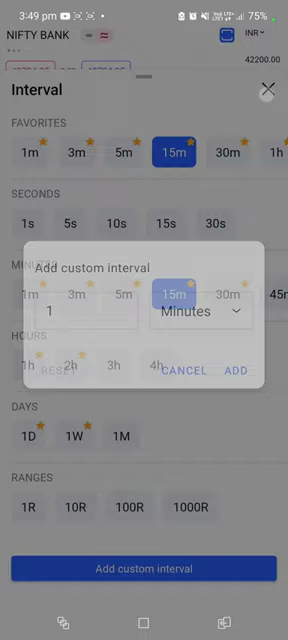 3:49 pm 75%
NIFTY BANK INR
42200.00
Interval
FAVORITES
1m 3m 5m 15m 30m 1h
SECONDS
1s 5s 10s 15s 30s
MINUTES
1m 3m 5m 15m 30m 45m
Add custom interval
1 Minutes
HOURS
1h 2h 3h 4h
RESET CANCEL ADD
DAYS
1D 1W 1M
RANGES
1R 10R 100R 1000R
Add custom interval